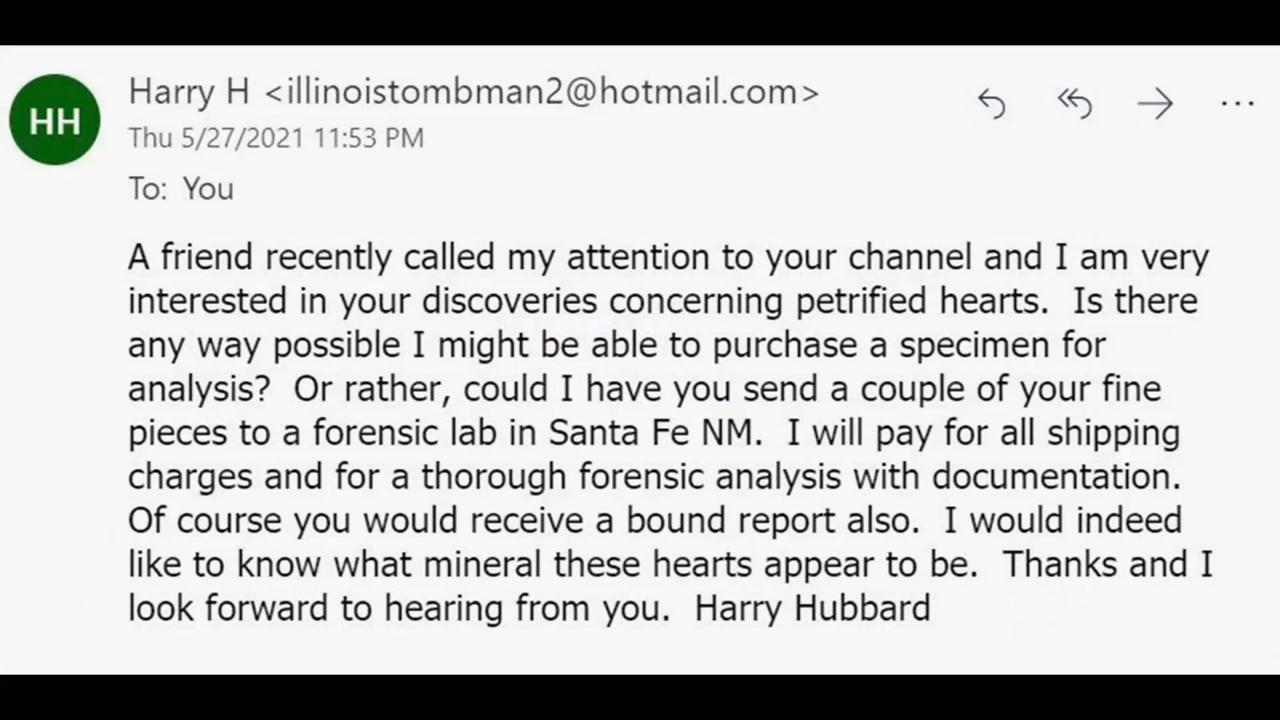 HH
Harry H <illinoistombman2@hotmail.com>
Thu 5/27/2021 11:53 PM
To: You
A friend recently called my attention to your channel and I am very
interested in your discoveries concerning petrified hearts.  Is there
any way possible I might be able to purchase a specimen for
analysis?  Or rather, could I have you send a couple of your fine
pieces to a forensic lab in Santa Fe NM.  I will pay for all shipping
charges and for a thorough forensic analysis with documentation.
Of course you would receive a bound report also.  I would indeed
like to know what mineral these hearts appear to be.  Thanks and I
look forward to hearing from you.  Harry Hubbard